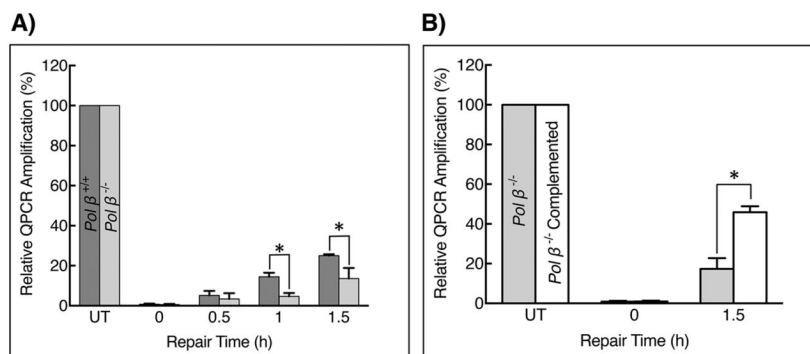 A)
Relative QPCR Amplification (%)
120
100
80
60
40
20
0
Pol β+/+
Pol β-/-
*
*
UT 0 0.5 1 1.5
Repair Time (h)
B)
Relative QPCR Amplification (%)
120
100
80
60
40
20
0
Pol β-/-
Pol β-/- Complemented
*
UT 0 1.5
Repair Time (h)